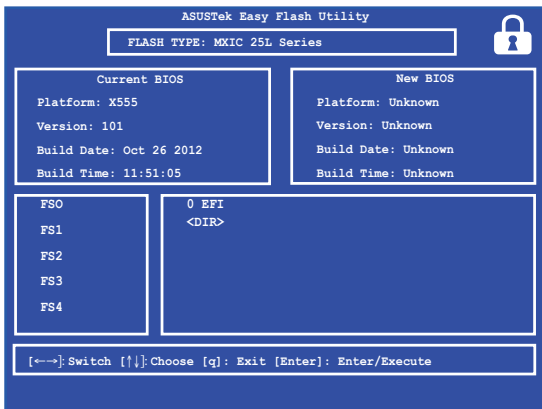 ASUSTek Easy Flash Utility
FLASH TYPE: MXIC 25L Series
Current BIOS
Platform: X555
Version: 101
Build Date: Oct 26 2012
Build Time: 11:51:05
New BIOS
Platform: Unknown
Version: Unknown
Build Date: Unknown
Build Time: Unknown
FSO
FS1
FS2
FS3
FS4
0 EFI
<DIR>
[←→]: Switch [↑↓]: Choose [q]: Exit [Enter]: Enter/Execute